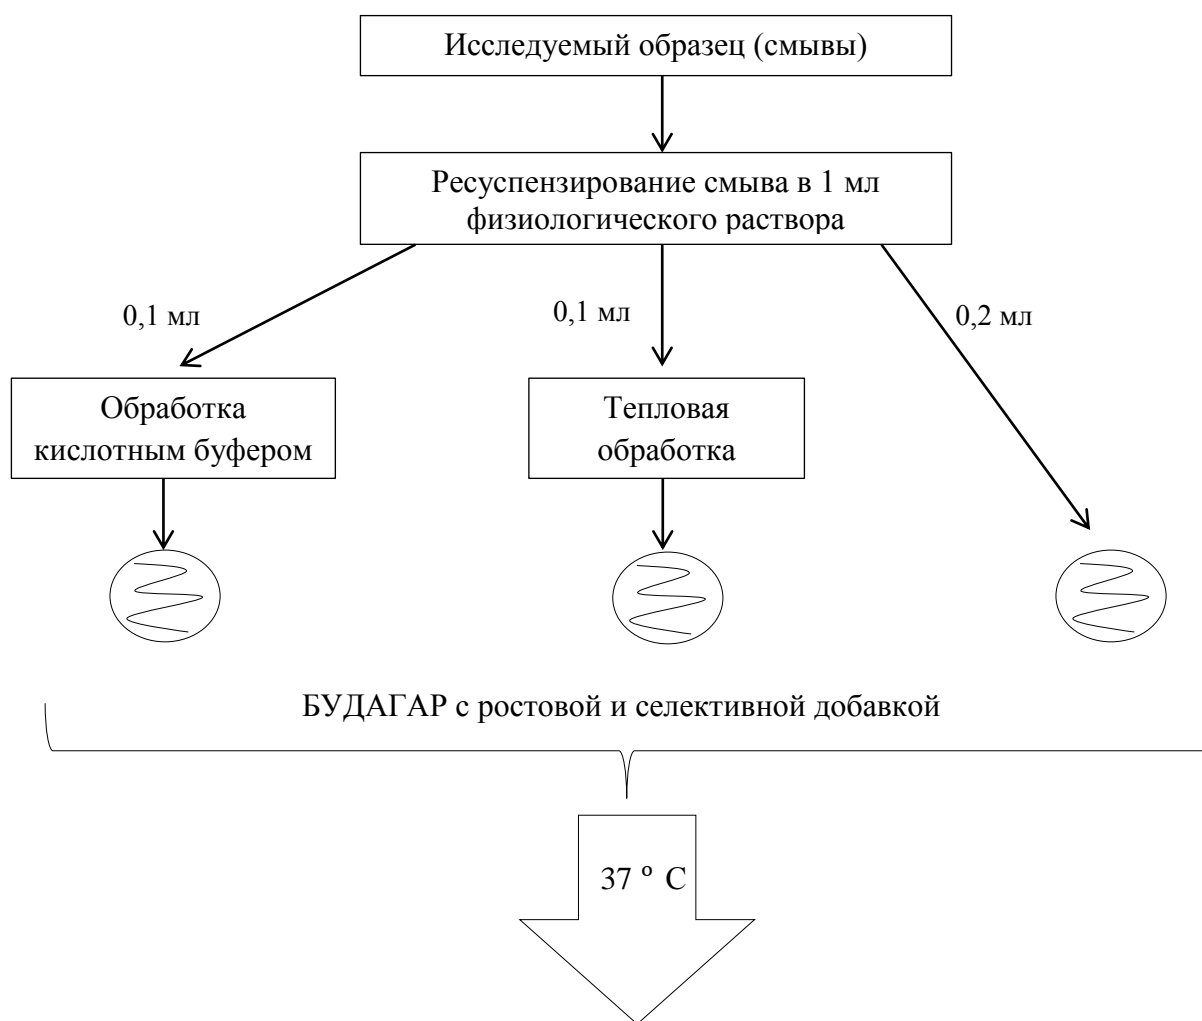 Исследуемый образец (смывы)
Ресуспензирование смыва в 1 мл
физиологического раствора
0,1 мл
0,1 мл
0,2 мл
Обработка
кислотным буфером
Тепловая
обработка
БУДАГАР с ростовой и селективной добавкой
37 º С